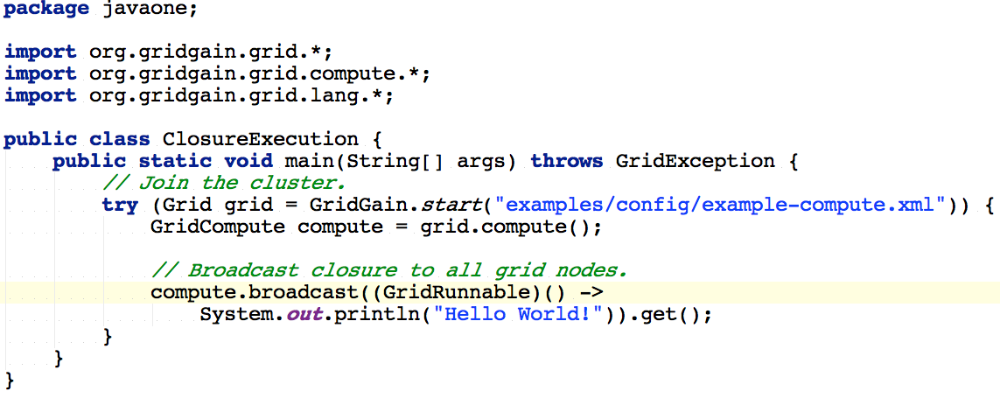 package javaone;
import org.gridgain.grid.*;
import org.gridgain.grid.compute.*;
import org.gridgain.grid.lang.*;
public class ClosureExecution {
public static void main(String[] args) throws GridException {
// Join the cluster.
try (Grid grid = GridGain.start("examples/config/example-compute.xml")) {
GridCompute compute = grid.compute();
// Broadcast closure to all grid nodes.
compute.broadcast((GridRunnable)() ->
System.out.println("Hello World!")).get();
}
}
}